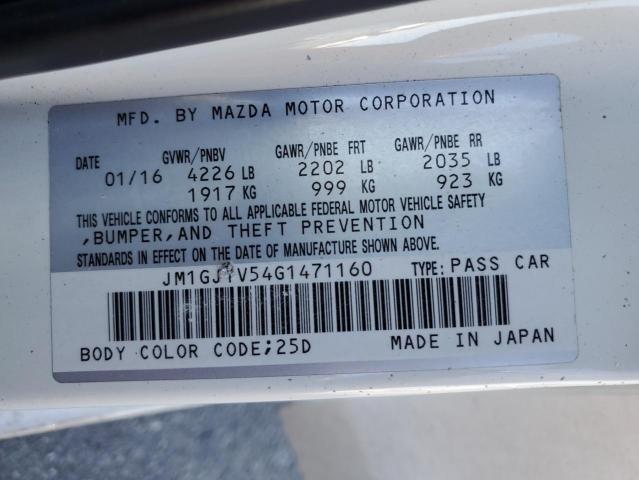 MFD. BY MAZDA MOTOR CORPORATION
DATE GVWR/PNBV GAWR/PNBE FRT GAWR/PNBE RR
01/16 4226 LB 2202 LB 2035 LB
1917 KG 999 KG 923 KG
THIS VEHICLE CONFORMS TO ALL APPLICABLE FEDERAL MOTOR VEHICLE SAFETY
,BUMPER,AND THEFT PREVENTION
STANDARDS IN EFFECT ON THE DATE OF MANUFACTURE SHOWN ABOVE.
JM1GJ1V54G1471160 TYPE: PASS CAR
BODY COLOR CODE;25D MADE IN JAPAN